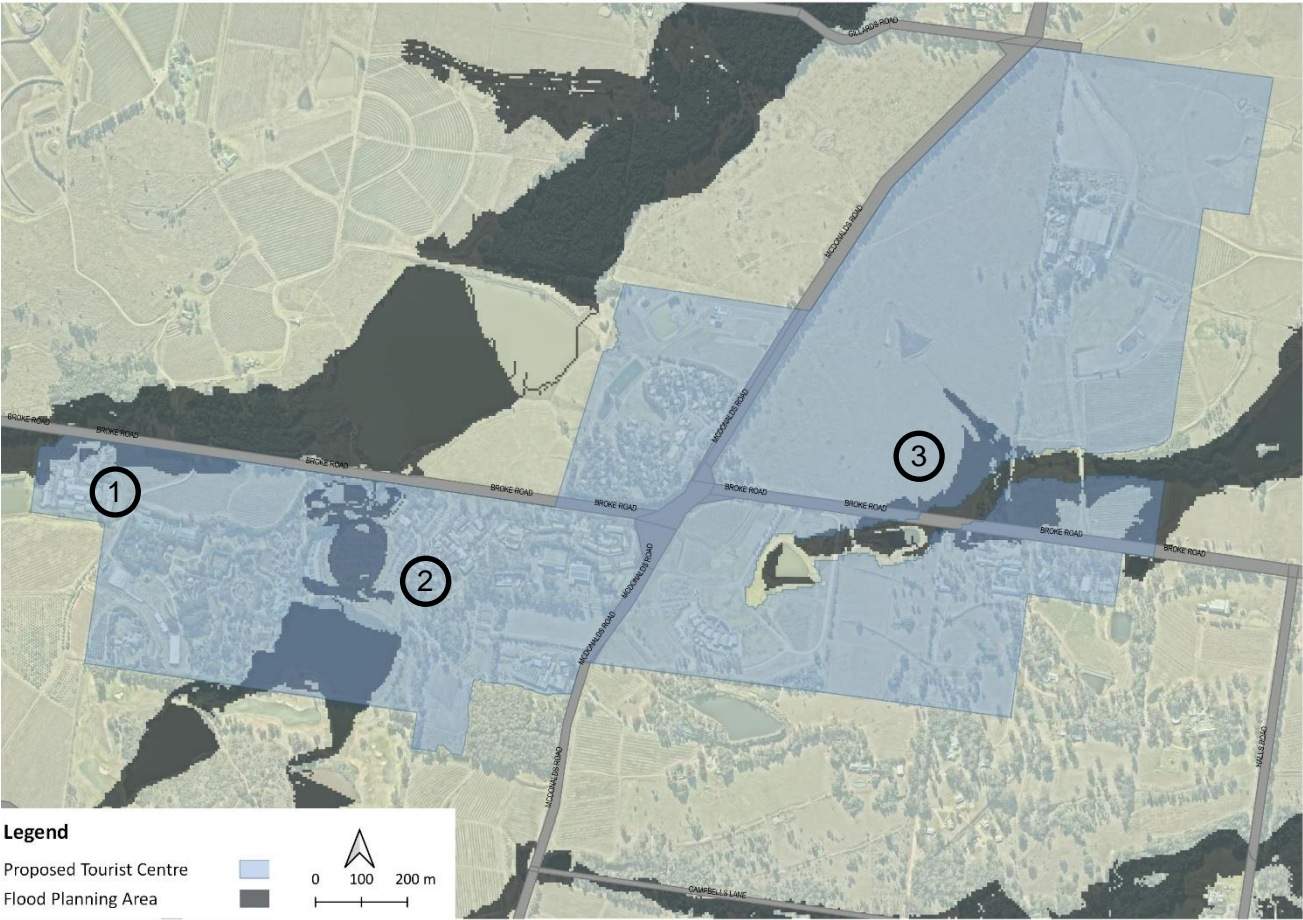 GILLARDS ROAD
MCDONALDS ROAD
MCDONALDS ROAD
BROKE ROAD
BROKE ROAD
BROKE ROAD
BROKE ROAD
BROKE ROAD
BROKE ROAD
BROKE ROAD
BROKE ROAD
BROKE ROAD
1
2
3
MCDONALDS ROAD
MCDONALDS ROAD
MCDONALDS ROAD
HALLS ROAD
CAMPBELLS LANE
Legend
Proposed Tourist Centre
Flood Planning Area
0 100 200 m